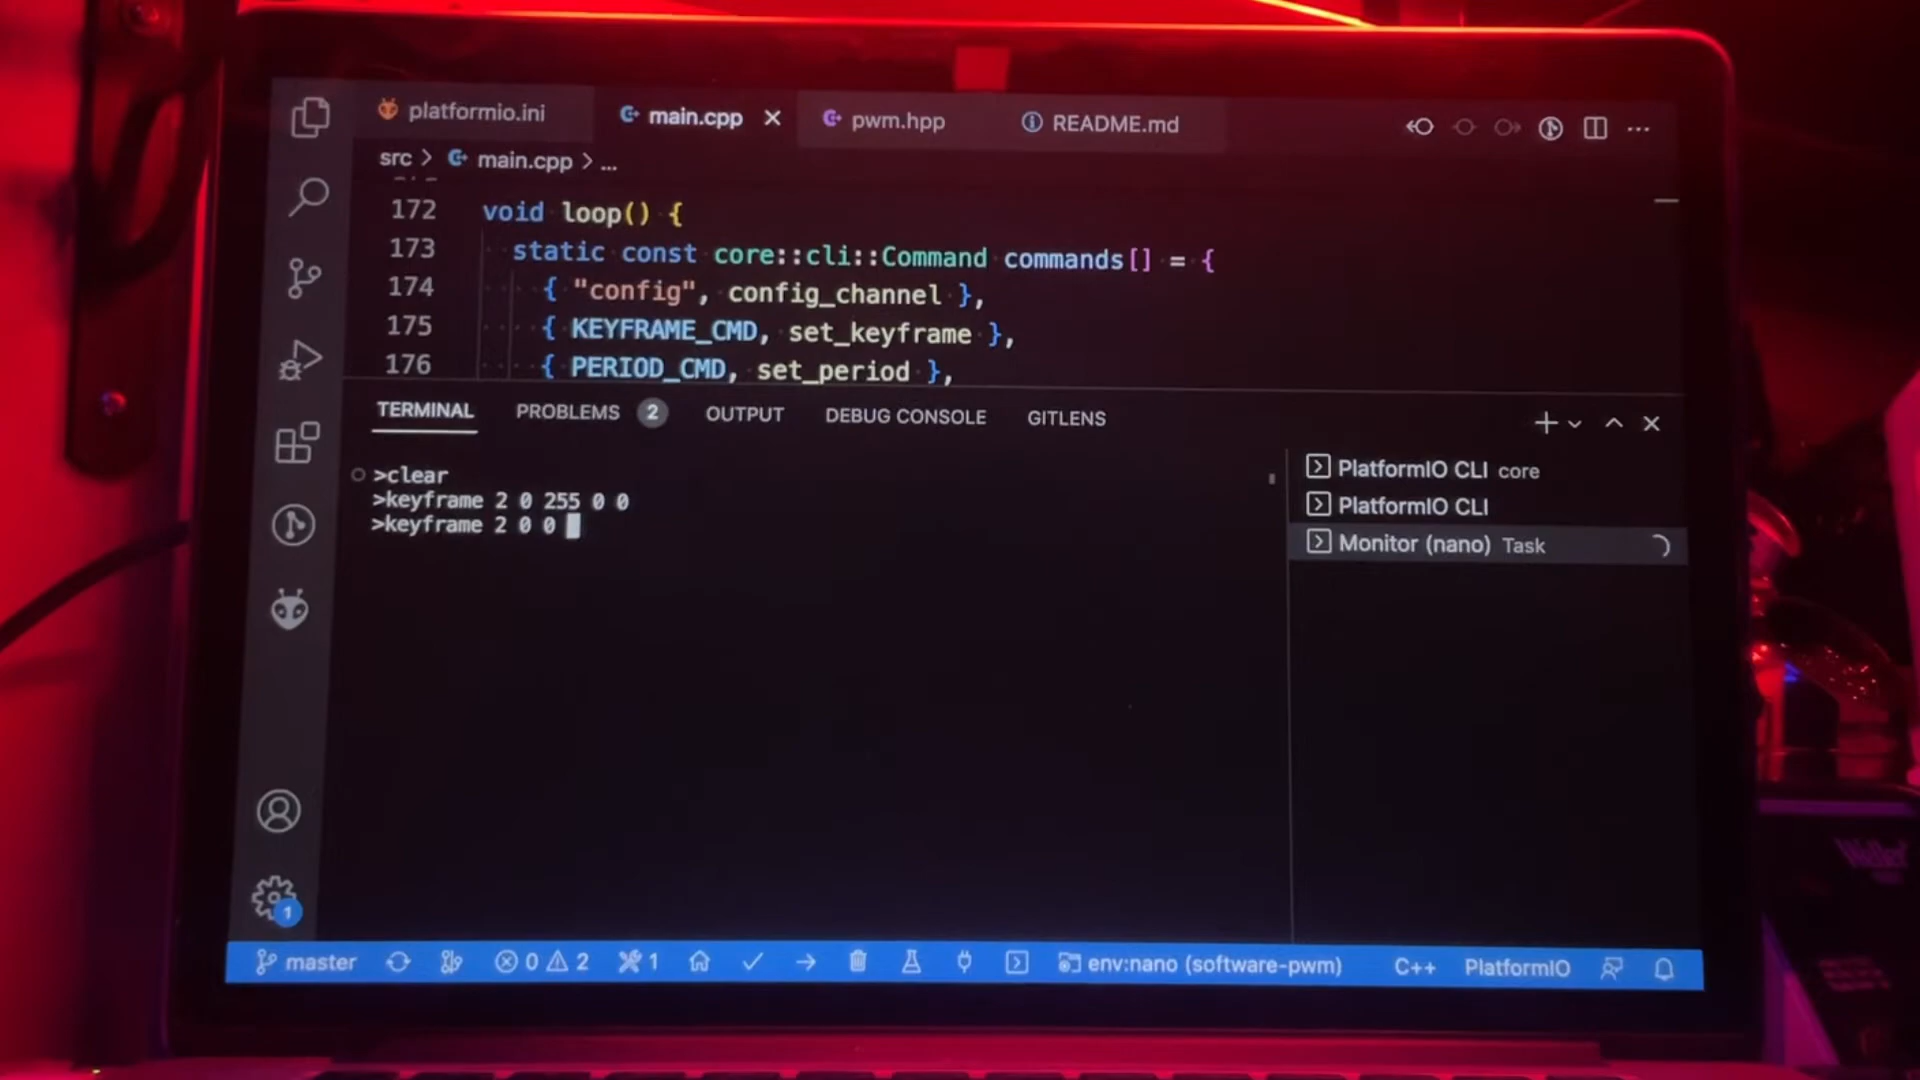 platformio.ini main.cpp pwm.hpp README.md
src > main.cpp > ...
172 void loop() {
173 static const core::cli::Command commands[] = {
174 { "config", config_channel },
175 { KEYFRAME_CMD, set_keyframe },
176 { PERIOD_CMD, set_period },
TERMINAL PROBLEMS 2 OUTPUT DEBUG CONSOLE GITLENS
>clear
>keyframe 2 0 255 0 0
>keyframe 2 0 0
PlatformIO CLI core
PlatformIO CLI
Monitor (nano) Task
1
master 0 2 1 env:nano (software-pwm) C++ PlatformIO